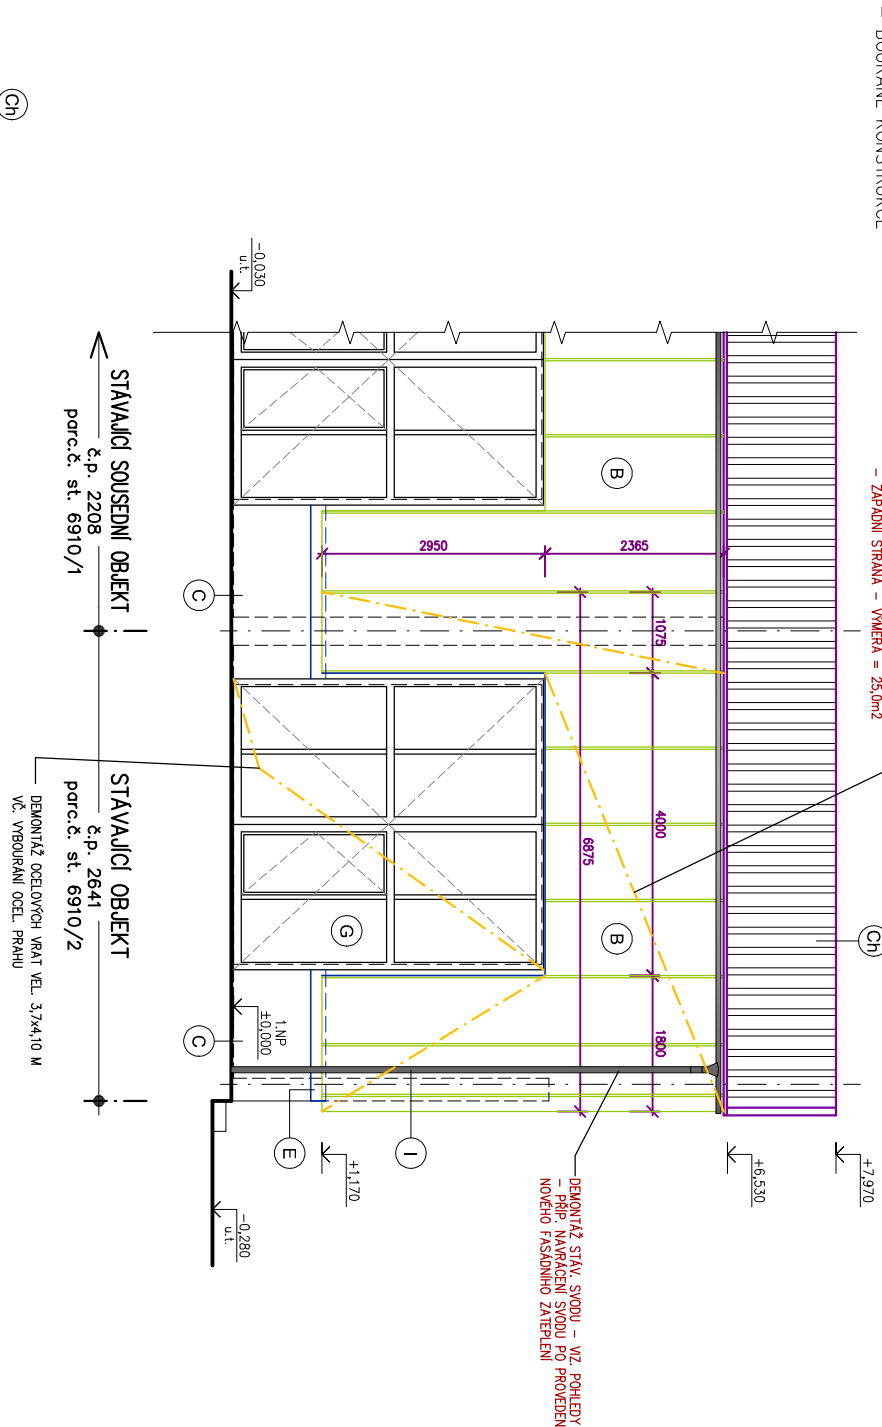 – BOURANÉ KONSTRUKCE
– ZÁPADNÍ STRANA – VÝMĚRA = 25,0m2
Ch
Ch
+7,970
+6,530
+1,170
-0,030
u.t.
-0,280
u.t.
1.NP
±0,000
B
B
C
C
G
E
I
2950
2365
1075
4000
6875
1800
STÁVAJÍCÍ SOUSEDNÍ OBJEKT
č.p. 2208
parc.č. st. 6910/1
STÁVAJÍCÍ OBJEKT
č.p. 2641
parc.č. st. 6910/2
DEMONTÁŽ OCELOVÝCH VRAT VEL. 3,7x4,10 M
VČ. VYBOURÁNÍ OCEL. PRAHU
DEMONTÁŽ STÁV. SVODU – VIZ. POHLEDY
– PŘÍP. NAVRÁCENÍ SVODU PO PROVEDEN
NOVÉHO FASÁDNÍHO ZATEPLENÍ